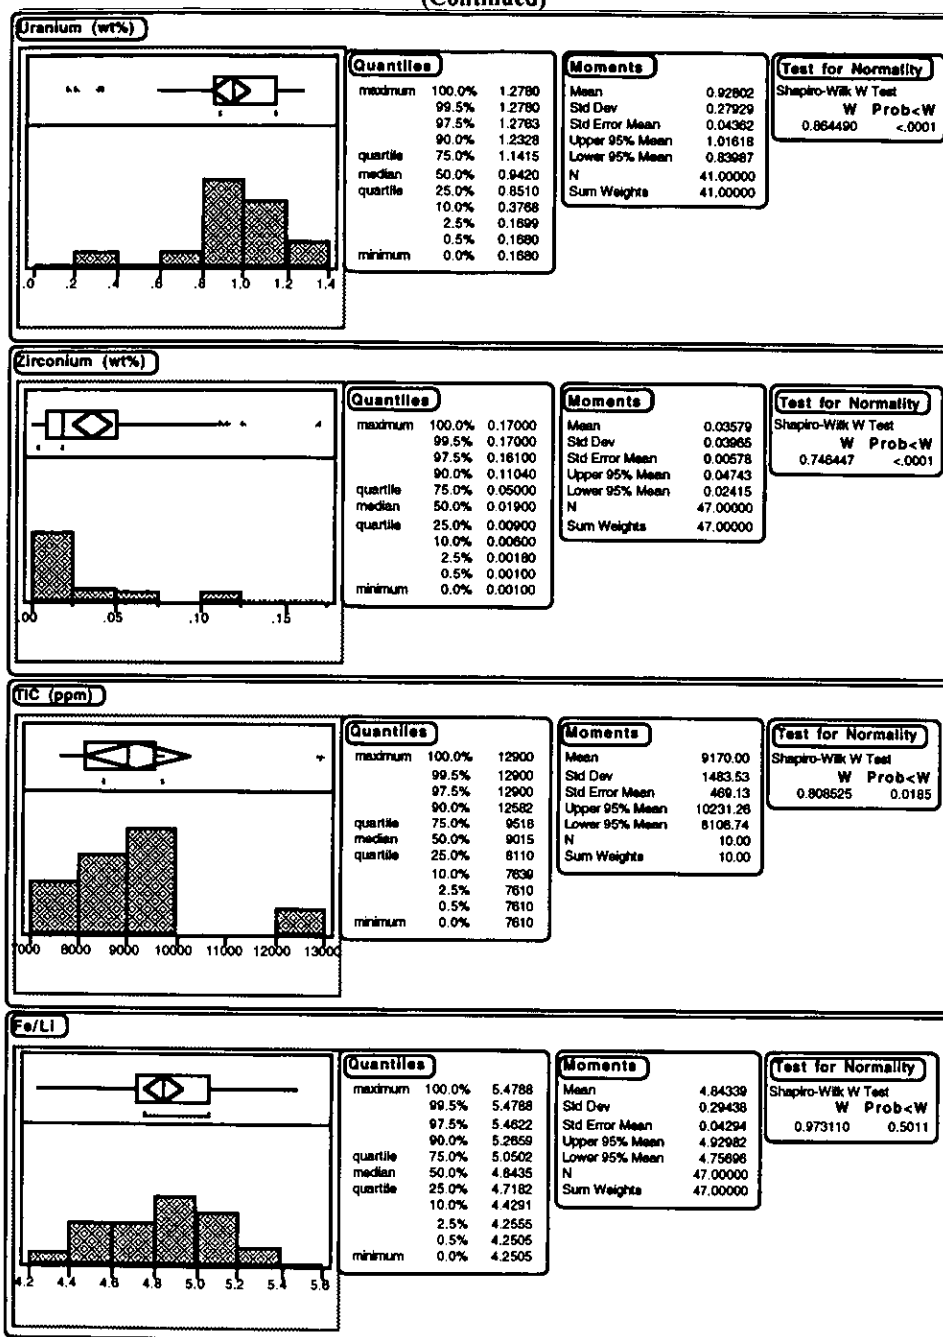 (Continued)
Uranium (wt%)
.0 .2 .4 .6 .8 1.0 1.2 1.4
Quantiles
maximum 100.0% 1.2780
99.5% 1.2780
97.5% 1.2763
90.0% 1.2328
quartile 75.0% 1.1415
median 50.0% 0.9420
quartile 25.0% 0.8510
10.0% 0.3768
2.5% 0.1699
0.5% 0.1680
minimum 0.0% 0.1680
Moments
Mean 0.92802
Std Dev 0.27929
Std Error Mean 0.04362
Upper 95% Mean 1.01618
Lower 95% Mean 0.83987
N 41.00000
Sum Weights 41.00000
Test for Normality
Shapiro-Wilk W Test
W Prob<W
0.864490 <.0001
Zirconium (wt%)
.00 .05 .10 .15
Quantiles
maximum 100.0% 0.17000
99.5% 0.17000
97.5% 0.16100
90.0% 0.11040
quartile 75.0% 0.05000
median 50.0% 0.01900
quartile 25.0% 0.00900
10.0% 0.00600
2.5% 0.00180
0.5% 0.00100
minimum 0.0% 0.00100
Moments
Mean 0.03579
Std Dev 0.03965
Std Error Mean 0.00578
Upper 95% Mean 0.04743
Lower 95% Mean 0.02415
N 47.00000
Sum Weights 47.00000
Test for Normality
Shapiro-Wilk W Test
W Prob<W
0.746447 <.0001
TIC (ppm)
7000 8000 9000 10000 11000 12000 13000
Quantiles
maximum 100.0% 12900
99.5% 12900
97.5% 12900
90.0% 12582
quartile 75.0% 9518
median 50.0% 9015
quartile 25.0% 8110
10.0% 7639
2.5% 7610
0.5% 7610
minimum 0.0% 7610
Moments
Mean 9170.00
Std Dev 1483.53
Std Error Mean 469.13
Upper 95% Mean 10231.26
Lower 95% Mean 8108.74
N 10.00
Sum Weights 10.00
Test for Normality
Shapiro-Wilk W Test
W Prob<W
0.808525 0.0185
Fe/Li
4.2 4.4 4.6 4.8 5.0 5.2 5.4 5.6
Quantiles
maximum 100.0% 5.4788
99.5% 5.4788
97.5% 5.4622
90.0% 5.2659
quartile 75.0% 5.0502
median 50.0% 4.8435
quartile 25.0% 4.7182
10.0% 4.4291
2.5% 4.2555
0.5% 4.2505
minimum 0.0% 4.2505
Moments
Mean 4.84339
Std Dev 0.29438
Std Error Mean 0.04294
Upper 95% Mean 4.92982
Lower 95% Mean 4.75696
N 47.00000
Sum Weights 47.00000
Test for Normality
Shapiro-Wilk W Test
W Prob<W
0.973110 0.5011